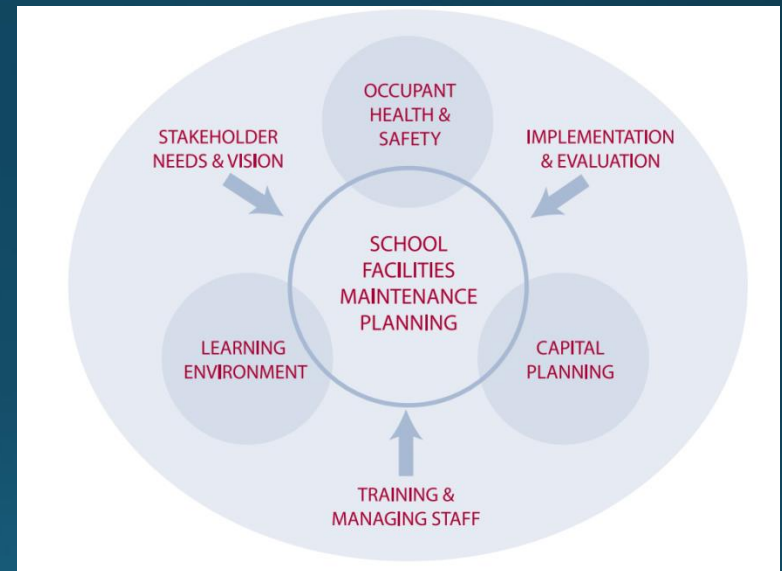 OCCUPANT
HEALTH &
SAFETY
STAKEHOLDER
NEEDS & VISION
IMPLEMENTATION
& EVALUATION
SCHOOL
FACILITIES
MAINTENANCE
PLANNING
LEARNING
ENVIRONMENT
CAPITAL
PLANNING
TRAINING &
MANAGING STAFF